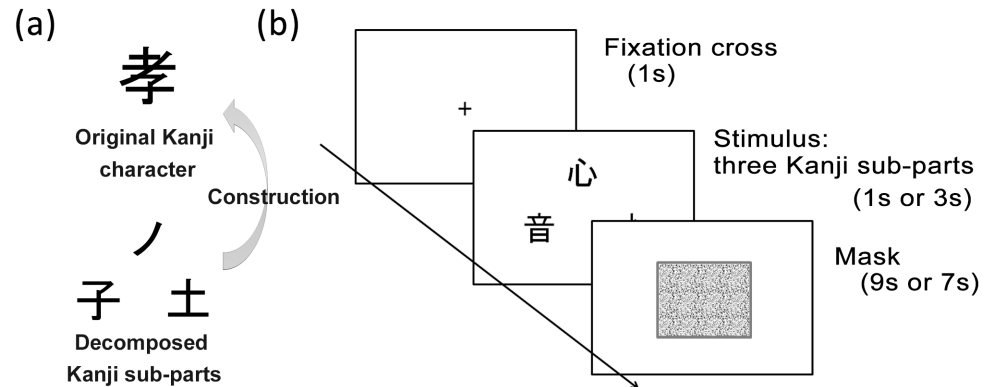 (a)
孝
Original Kanji
character
Construction
ノ
子 土
Decomposed
Kanji sub-parts
(b)
+
Fixation cross
(1s)
心
音
Stimulus:
three Kanji sub-parts
(1s or 3s)
Mask
(9s or 7s)